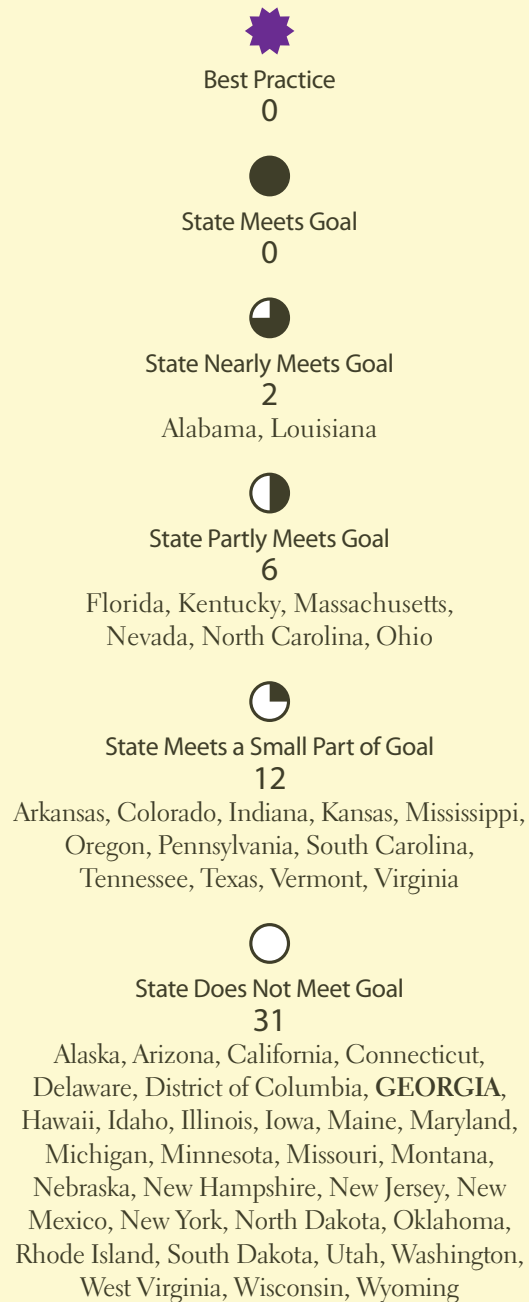 Best Practice
0
State Meets Goal
0
State Nearly Meets Goal
2
Alabama, Louisiana
State Partly Meets Goal
6
Florida, Kentucky, Massachusetts,
Nevada, North Carolina, Ohio
State Meets a Small Part of Goal
12
Arkansas, Colorado, Indiana, Kansas, Mississippi,
Oregon, Pennsylvania, South Carolina,
Tennessee, Texas, Vermont, Virginia
State Does Not Meet Goal
31
Alaska, Arizona, California, Connecticut,
Delaware, District of Columbia, GEORGIA,
Hawaii, Idaho, Illinois, Iowa, Maine, Maryland,
Michigan, Minnesota, Missouri, Montana,
Nebraska, New Hampshire, New Jersey, New
Mexico, New York, North Dakota, Oklahoma,
Rhode Island, South Dakota, Utah, Washington,
West Virginia, Wisconsin, Wyoming